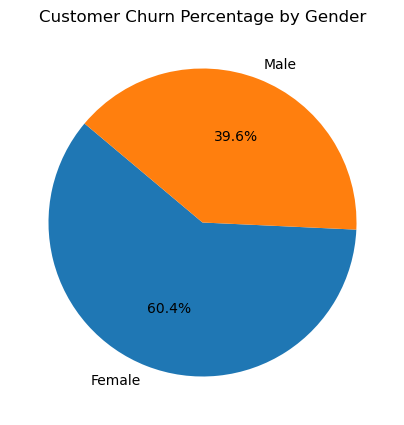 Customer Churn Percentage by Gender
Male
39.6%
60.4%
Female